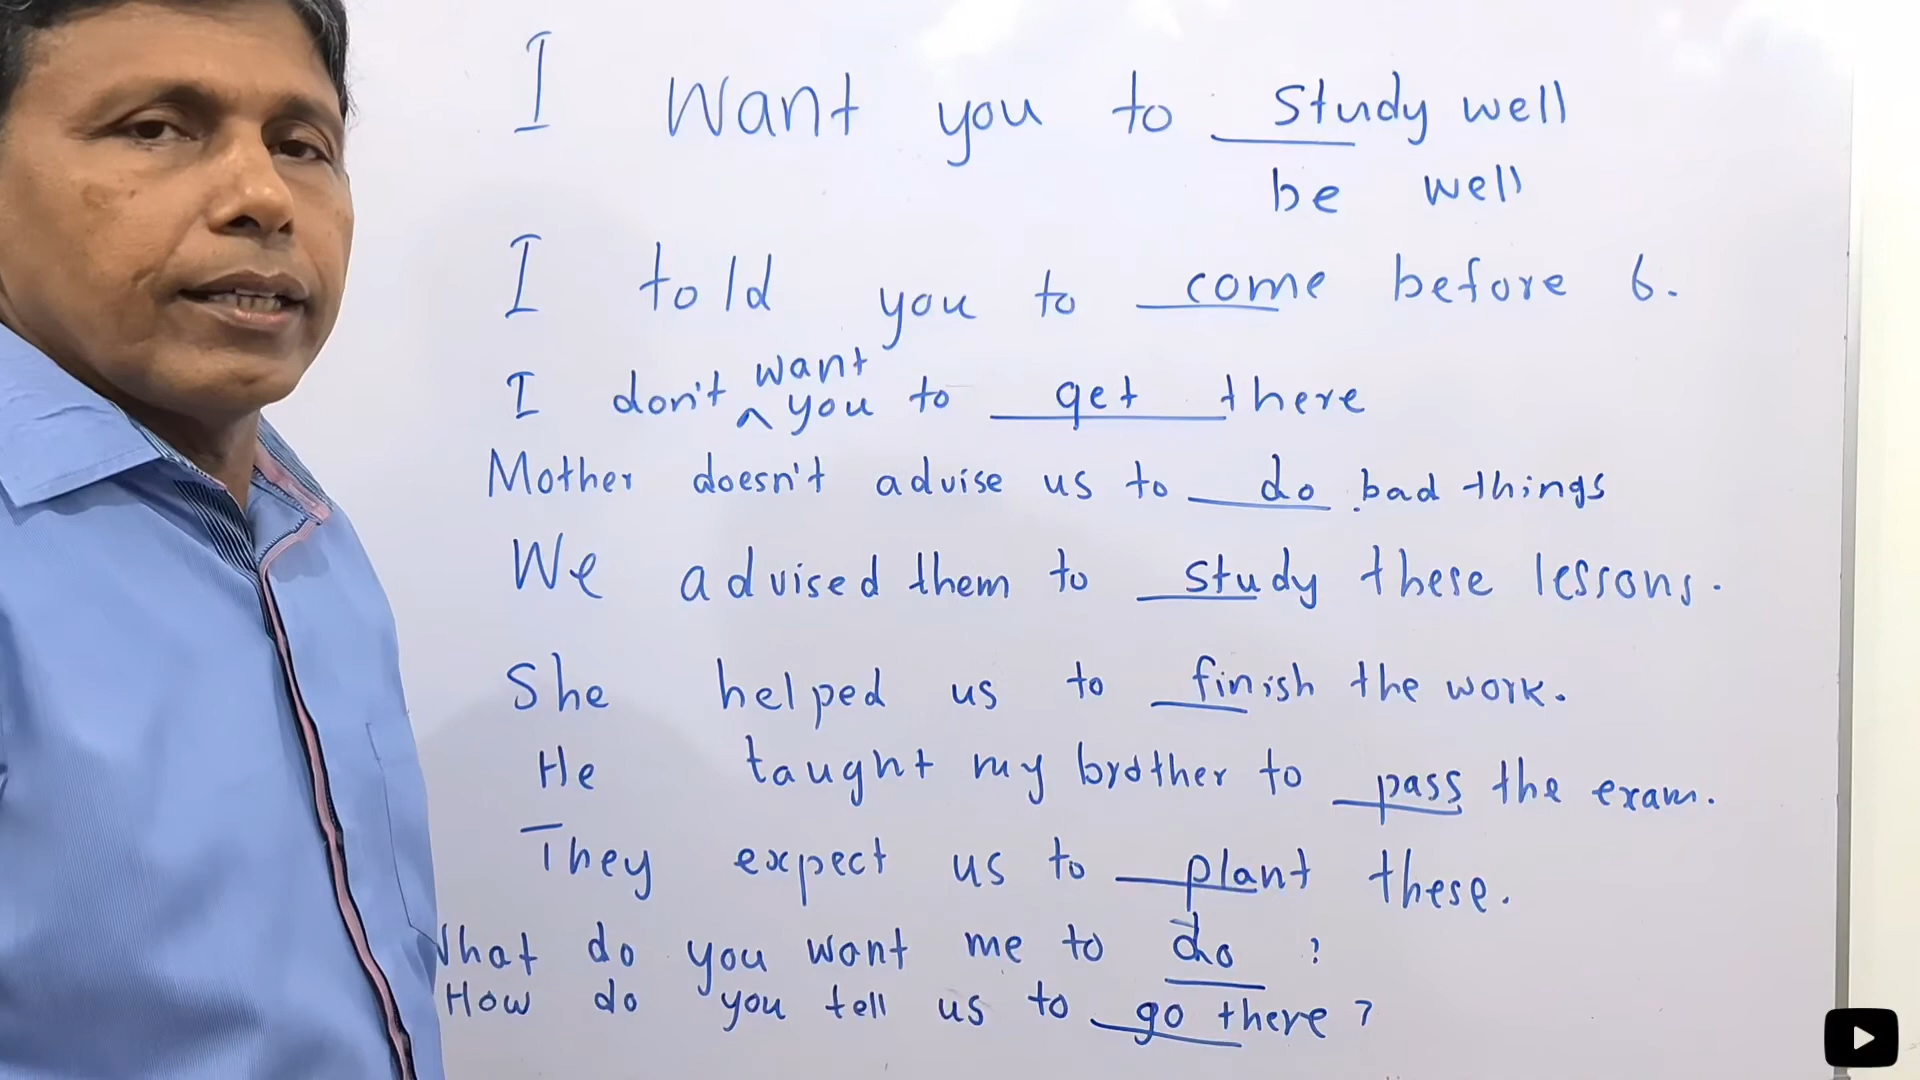 I want you to study well
be well
I told you to come before 6.
I don't want you to get there
Mother doesn't advise us to do bad things
We advised them to study these lessons.
She helped us to finish the work.
He taught my brother to pass the exam.
They expect us to plant these.
What do you want me to do ?
How do you tell us to go there ?